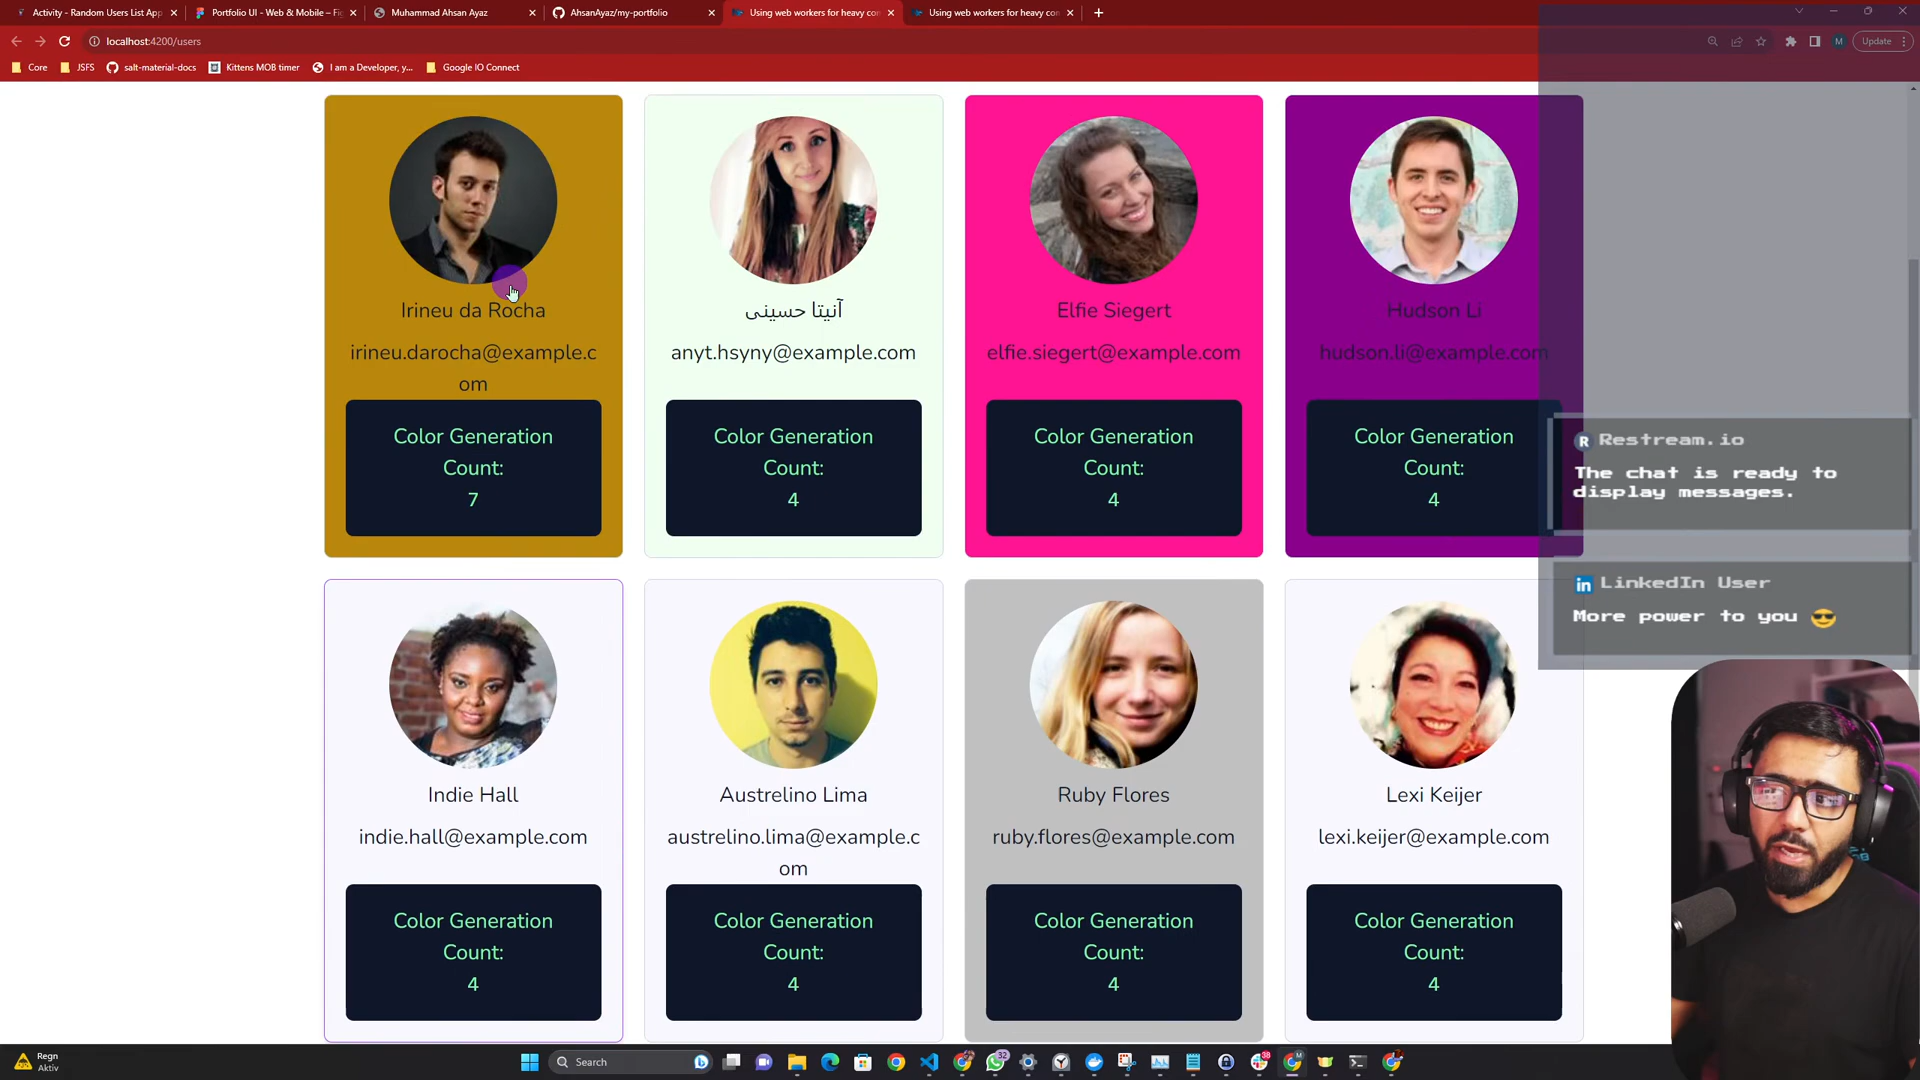 Activity - Random Users List App
Portfolio UI - Web & Mobile – Fi
Muhammad Ahsan Ayaz
AhsanAyaz/my-portfolio
Using web workers for heavy co
Using web workers for heavy co
localhost:4200/users
M
Update
Core
JSFS
salt-material-docs
Kittens MOB timer
I am a Developer, y...
Google IO Connect
Irineu da Rocha
irineu.darocha@example.c
om
Color Generation
Count:
7
آنیتا حسینی
anyt.hsyny@example.com
Color Generation
Count:
4
Elfie Siegert
elfie.siegert@example.com
Color Generation
Count:
4
Hudson Li
hudson.li@example.com
Color Generation
Count:
4
R Restream.io
The chat is ready to
display messages.
in LinkedIn User
More power to you 😎
Indie Hall
indie.hall@example.com
Color Generation
Count:
4
Austrelino Lima
austrelino.lima@example.c
om
Color Generation
Count:
4
Ruby Flores
ruby.flores@example.com
Color Generation
Count:
4
Lexi Keijer
lexi.keijer@example.com
Color Generation
Count:
4
Regn
Aktiv
Search
32
38